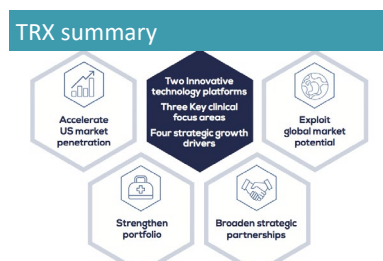 TRX summary
Two Innovative
technology platforms
Three Key clinical
focus areas
Four strategic growth
drivers
Accelerate
US market
penetration
Exploit
global market
potential
Strengthen
portfolio
Broaden strategic
partnerships